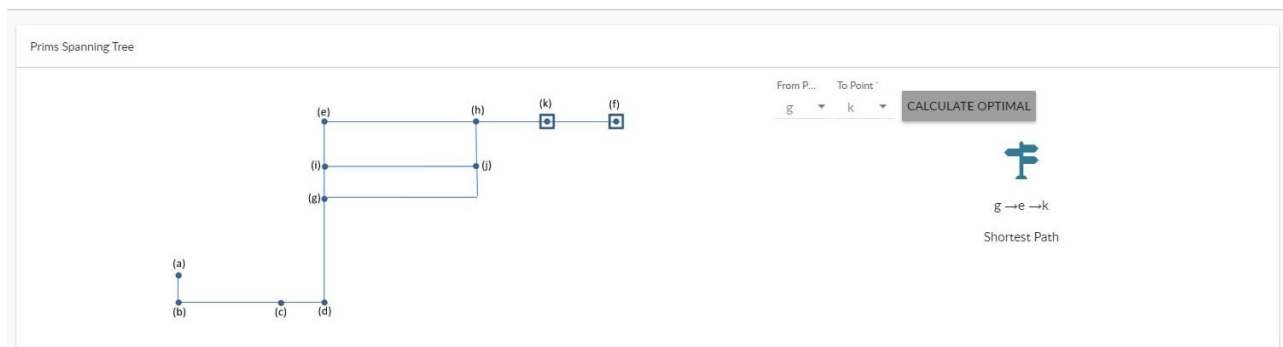 Prims Spanning Tree
From P... To Point
g k CALCULATE OPTIMAL
(e) (h) (k) (f)
(i) (j)
(g)
g→e→k
Shortest Path
(a)
(b) (c) (d)